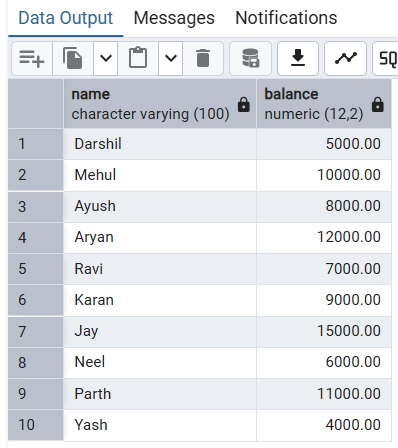 Data Output Messages Notifications
SQ
name balance
character varying (100) numeric (12,2)
1 Darshil 5000.00
2 Mehul 10000.00
3 Ayush 8000.00
4 Aryan 12000.00
5 Ravi 7000.00
6 Karan 9000.00
7 Jay 15000.00
8 Neel 6000.00
9 Parth 11000.00
10 Yash 4000.00